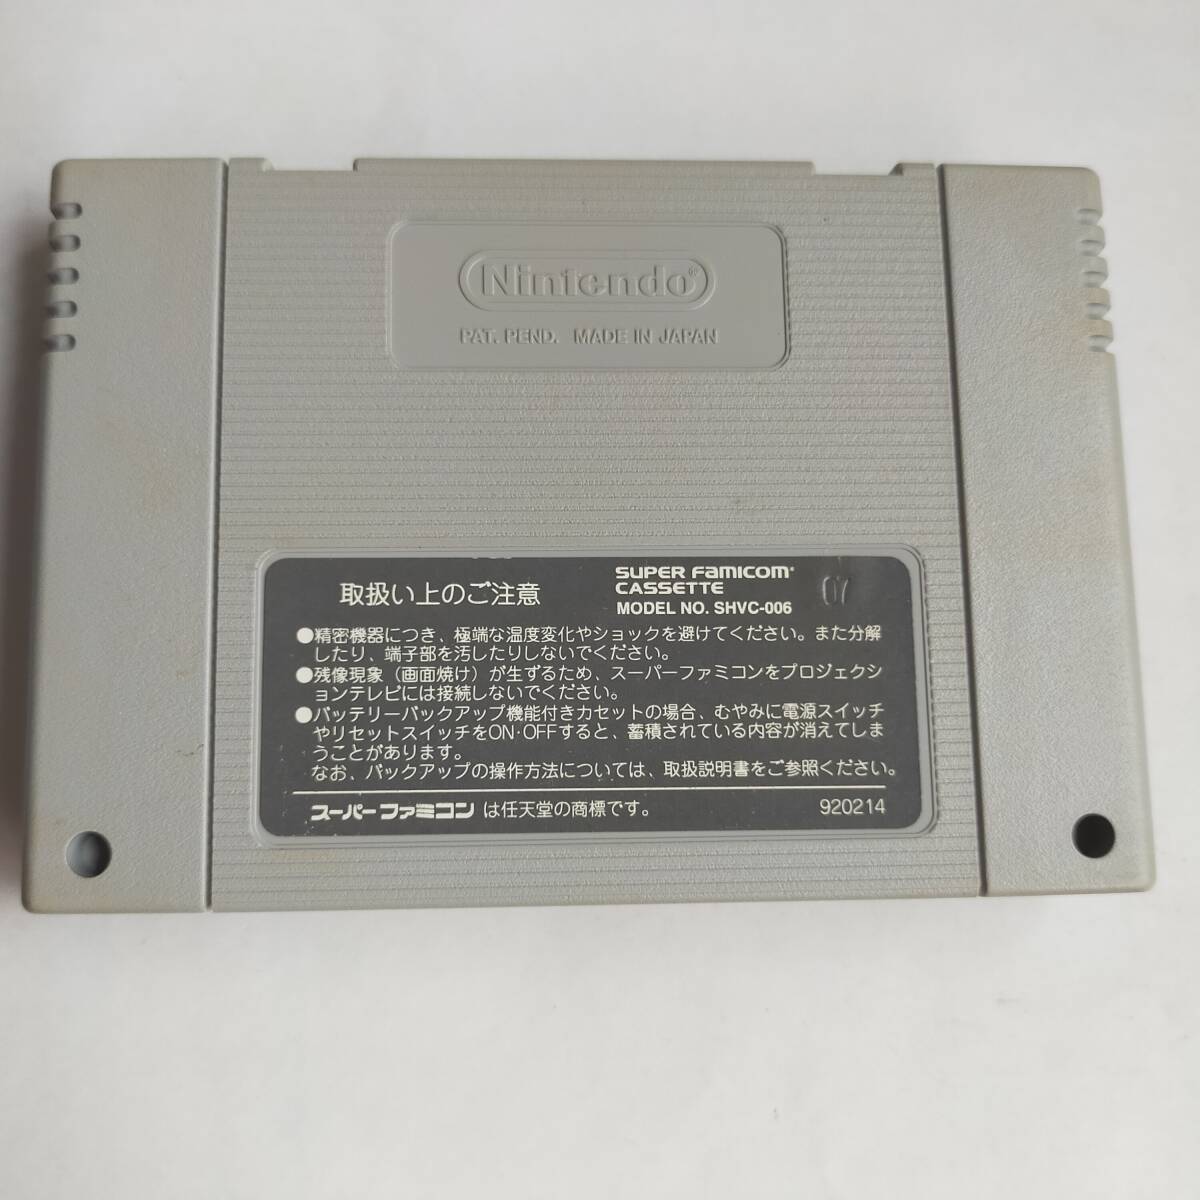 Nintendo®
PAT. PEND. MADE IN JAPAN
取扱い上のご注意
SUPER FAMICOM®
CASSETTE
MODEL NO. SHVC-006
07
●精密機器につき、極端な温度変化やショックを避けてください。また分解
したり、端子部を汚したりしないでください。
●残像現象（画面焼け）が生ずるため、スーパーファミコンをプロジェクシ
ョンテレビには接続しないでください。
●バッテリーバックアップ機能付きカセットの場合、むやみに電源スイッチ
やリセットスイッチをON・OFFすると、蓄積されている内容が消えてしま
うことがあります。
なお、バックアップの操作方法については、取扱説明書をご参照ください。
スーパーファミコン は任天堂の商標です。
920214